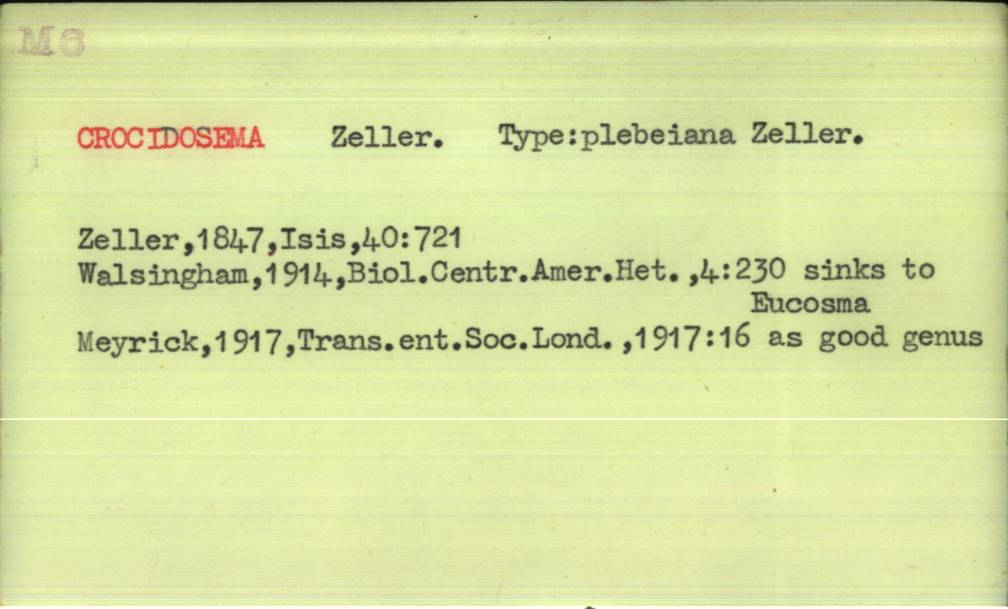 M6
CROCIDOSEMA Zeller. Type:plebeiana Zeller.
Zeller,1847,Isis,40:721
Walsingham,1914,Biol.Centr.Amer.Het.,4:230 sinks to
Eucosma
Meyrick,1917,Trans.ent.Soc.Lond.,1917:16 as good genus